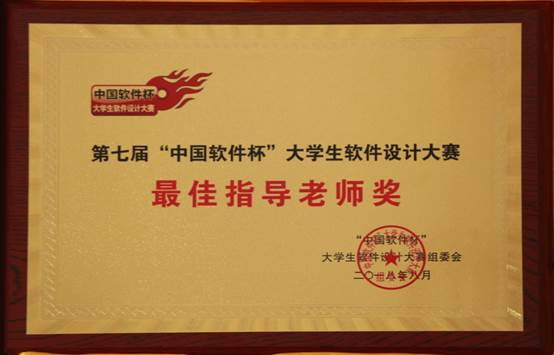 中国软件杯
大学生软件设计大赛
第七届“中国软件杯”大学生软件设计大赛
最佳指导老师奖
“中国软件杯”
大学生软件设计大赛组委会
二〇一八年八月